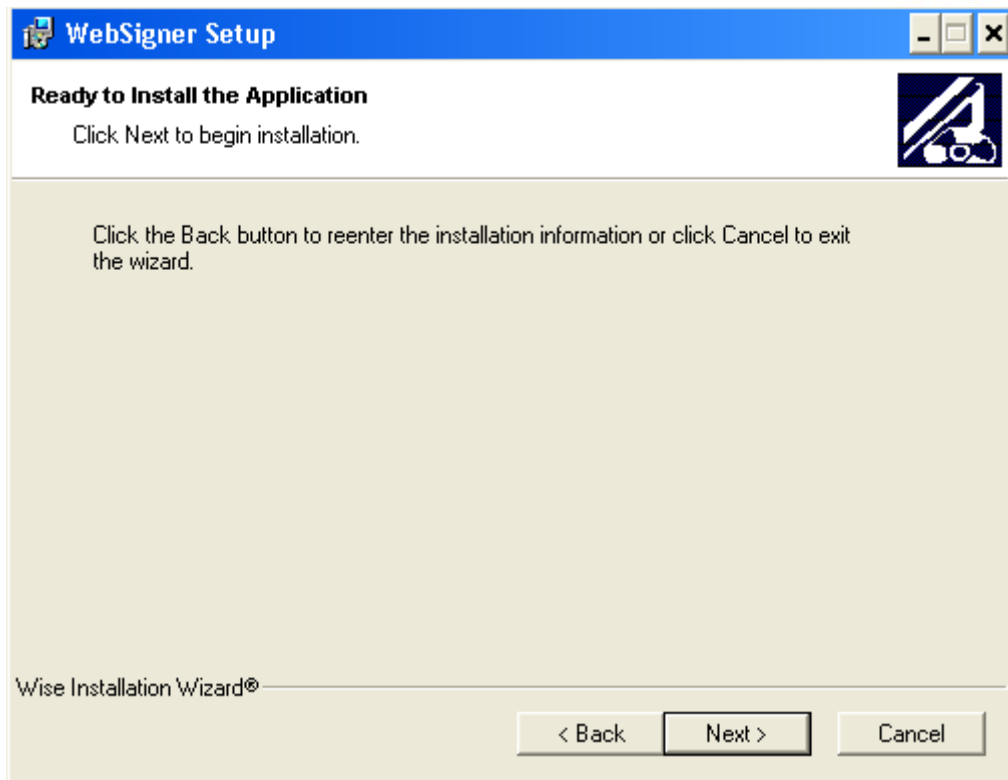 WebSigner Setup
Ready to Install the Application
Click Next to begin installation.
Click the Back button to reenter the installation information or click Cancel to exit
the wizard.
Wise Installation Wizard®
< Back
Next >
Cancel